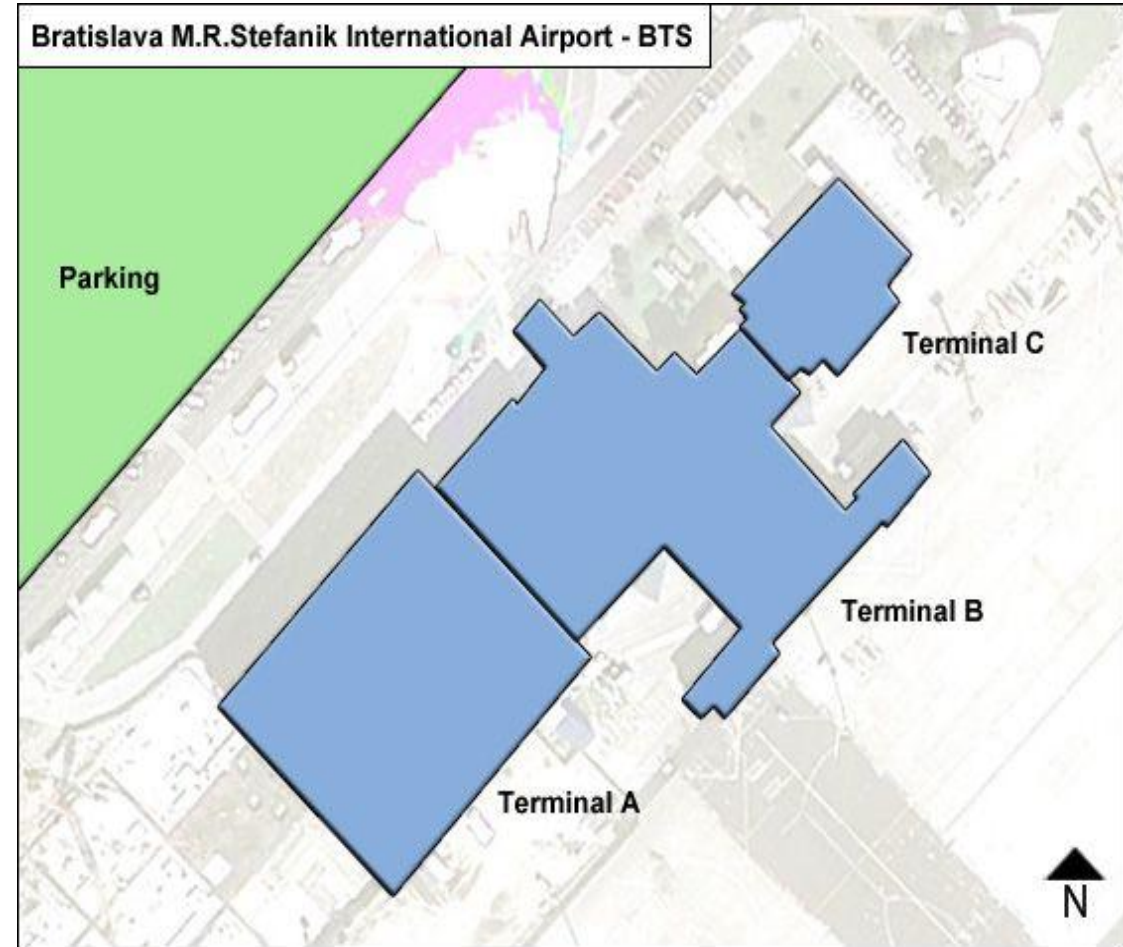 Bratislava M.R.Stefanik International Airport - BTS
Parking
Terminal C
Terminal B
Terminal A
N